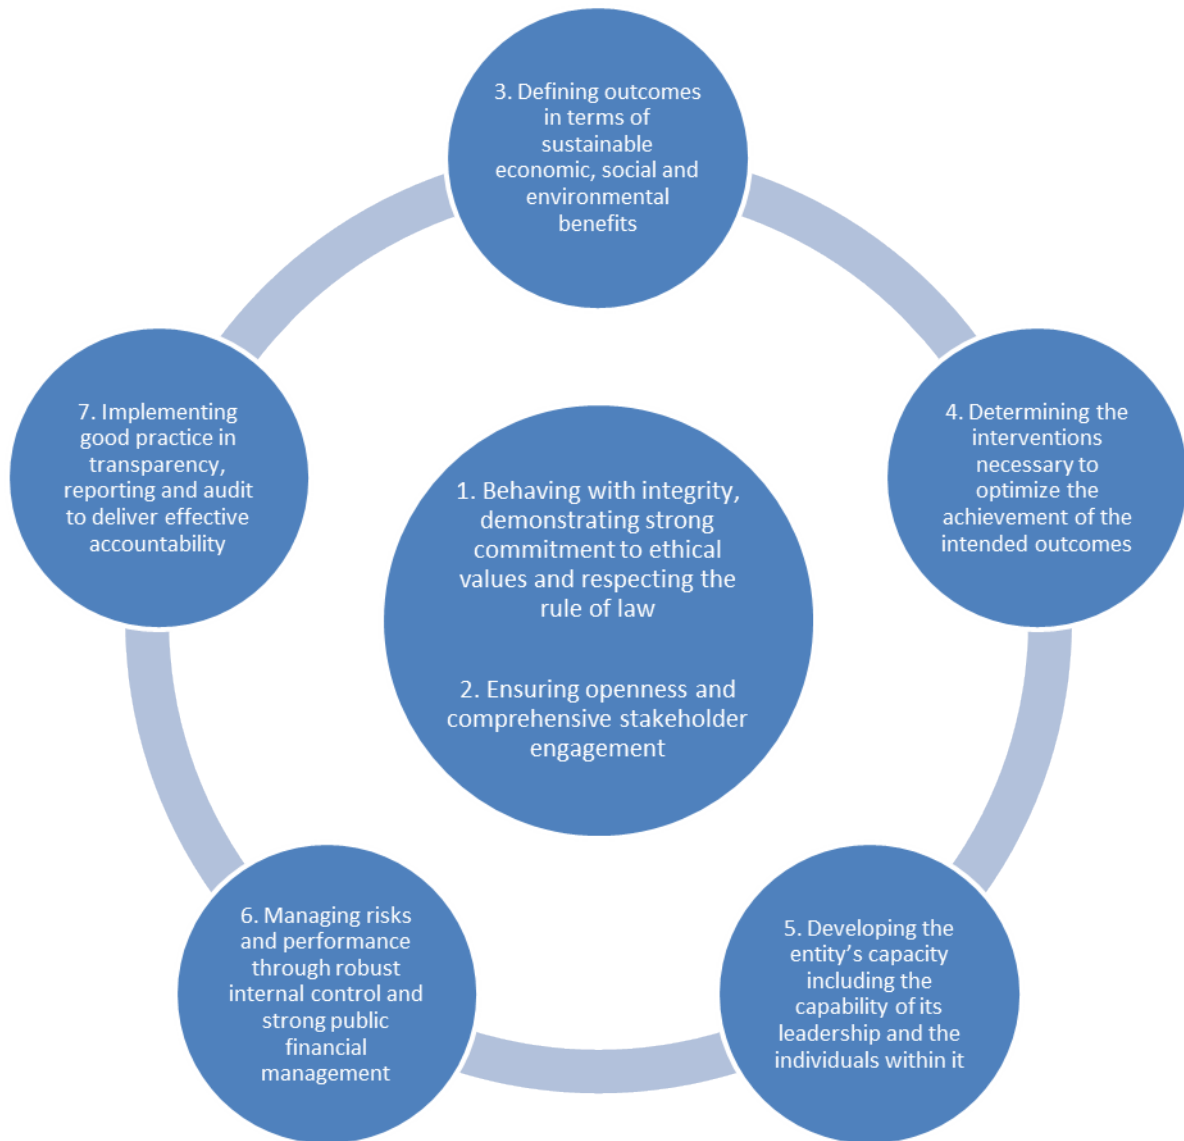 3. Defining outcomes
in terms of
sustainable
economic, social and
environmental
benefits
4. Determining the
interventions
necessary to
optimize the
achievement of the
intended outcomes
5. Developing the
entity’s capacity
including the
capability of its
leadership and the
individuals within it
6. Managing risks
and performance
through robust
internal control and
strong public
financial
management
7. Implementing
good practice in
transparency,
reporting and audit
to deliver effective
accountability
1. Behaving with integrity,
demonstrating strong
commitment to ethical
values and respecting the
rule of law
2. Ensuring openness and
comprehensive stakeholder
engagement